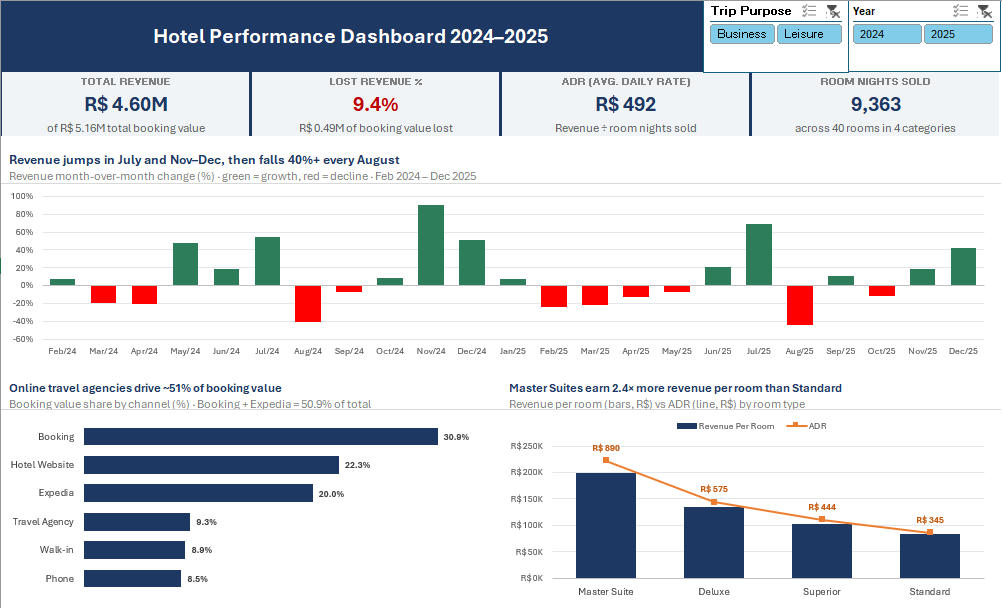 Hotel Performance Dashboard 2024–2025
Trip Purpose
Business Leisure
Year
2024 2025
TOTAL REVENUE
R$ 4.60M
of R$ 5.16M total booking value
LOST REVENUE %
9.4%
R$ 0.49M of booking value lost
ADR (AVG. DAILY RATE)
R$ 492
Revenue ÷ room nights sold
ROOM NIGHTS SOLD
9,363
across 40 rooms in 4 categories
Revenue jumps in July and Nov–Dec, then falls 40%+ every August
Revenue month-over-month change (%) · green = growth, red = decline · Feb 2024 – Dec 2025
100%
80%
60%
40%
20%
0%
-20%
-40%
-60%
Feb/24 Mar/24 Apr/24 May/24 Jun/24 Jul/24 Aug/24 Sep/24 Oct/24 Nov/24 Dec/24 Jan/25 Feb/25 Mar/25 Apr/25 May/25 Jun/25 Jul/25 Aug/25 Sep/25 Oct/25 Nov/25 Dec/25
Online travel agencies drive ~51% of booking value
Booking value share by channel (%) · Booking + Expedia = 50.9% of total
Booking 30.9%
Hotel Website 22.3%
Expedia 20.0%
Travel Agency 9.3%
Walk-in 8.9%
Phone 8.5%
Master Suites earn 2.4× more revenue per room than Standard
Revenue per room (bars, R$) vs ADR (line, R$) by room type
Revenue Per Room ADR
R$250K
R$200K
R$150K
R$100K
R$50K
R$0K
R$ 890
R$ 575
R$ 444
R$ 345
Master Suite Deluxe Superior Standard